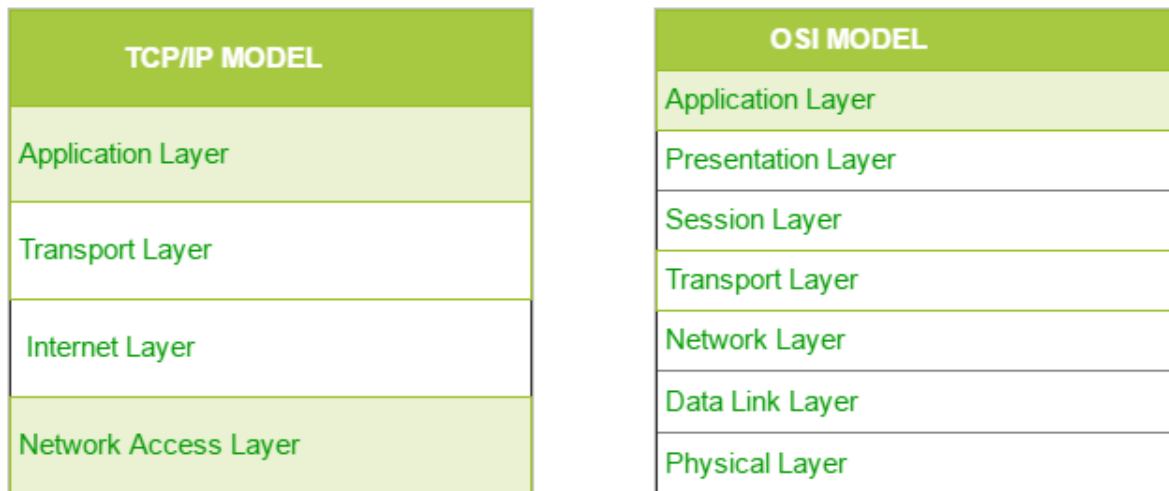 TCP/IP MODEL
Application Layer
Transport Layer
Internet Layer
Network Access Layer
OSI MODEL
Application Layer
Presentation Layer
Session Layer
Transport Layer
Network Layer
Data Link Layer
Physical Layer